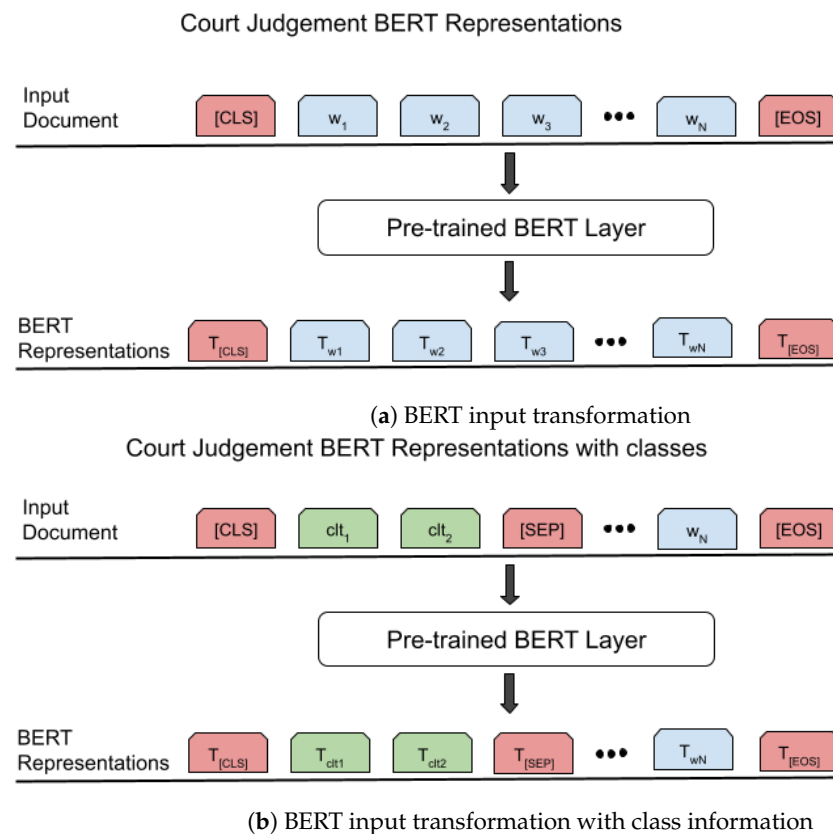 Court Judgement BERT Representations
Input
Document
[CLS] w1 w2 w3 ••• wN [EOS]
Pre-trained BERT Layer
BERT
Representations
T[CLS] Tw1 Tw2 Tw3 ••• TwN T[EOS]
(a) BERT input transformation
Court Judgement BERT Representations with classes
Input
Document
[CLS] clt1 clt2 [SEP] ••• wN [EOS]
Pre-trained BERT Layer
BERT
Representations
T[CLS] Tclt1 Tclt2 T[SEP] ••• TwN T[EOS]
(b) BERT input transformation with class information